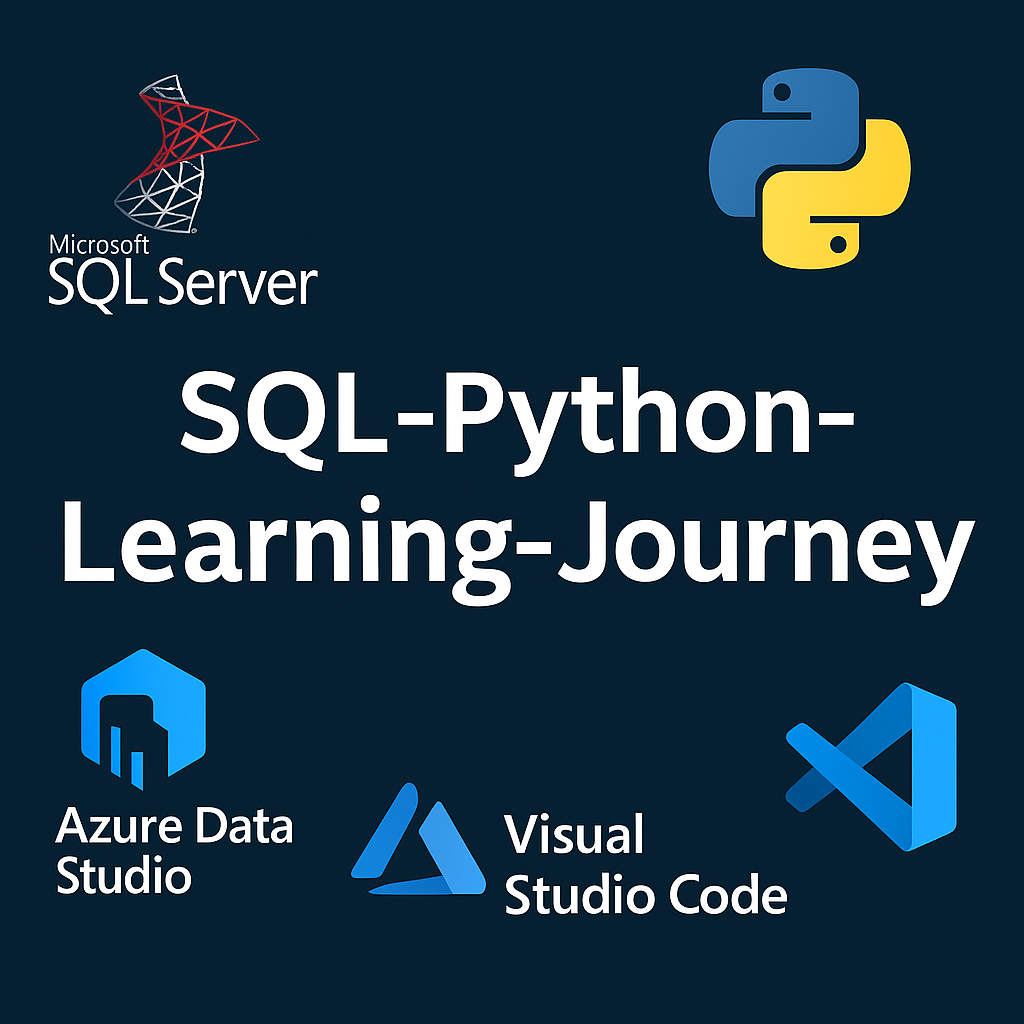 Microsoft
SQL Server
SQL-Python-
Learning-Journey
Azure Data
Studio
Visual
Studio Code